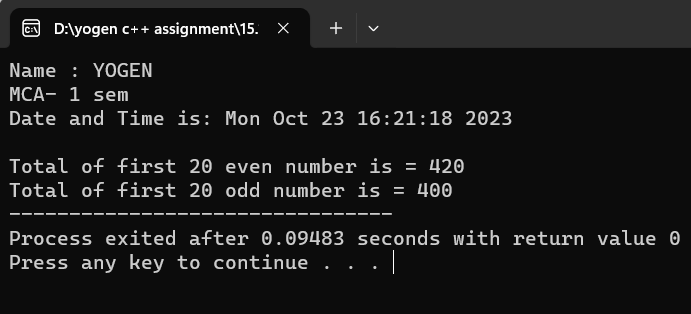 D:\yogen c++ assignment\15.
Name : YOGEN
MCA- 1 sem
Date and Time is: Mon Oct 23 16:21:18 2023
Total of first 20 even number is = 420
Total of first 20 odd number is = 400
--------------------------------
Process exited after 0.09483 seconds with return value 0
Press any key to continue . . .